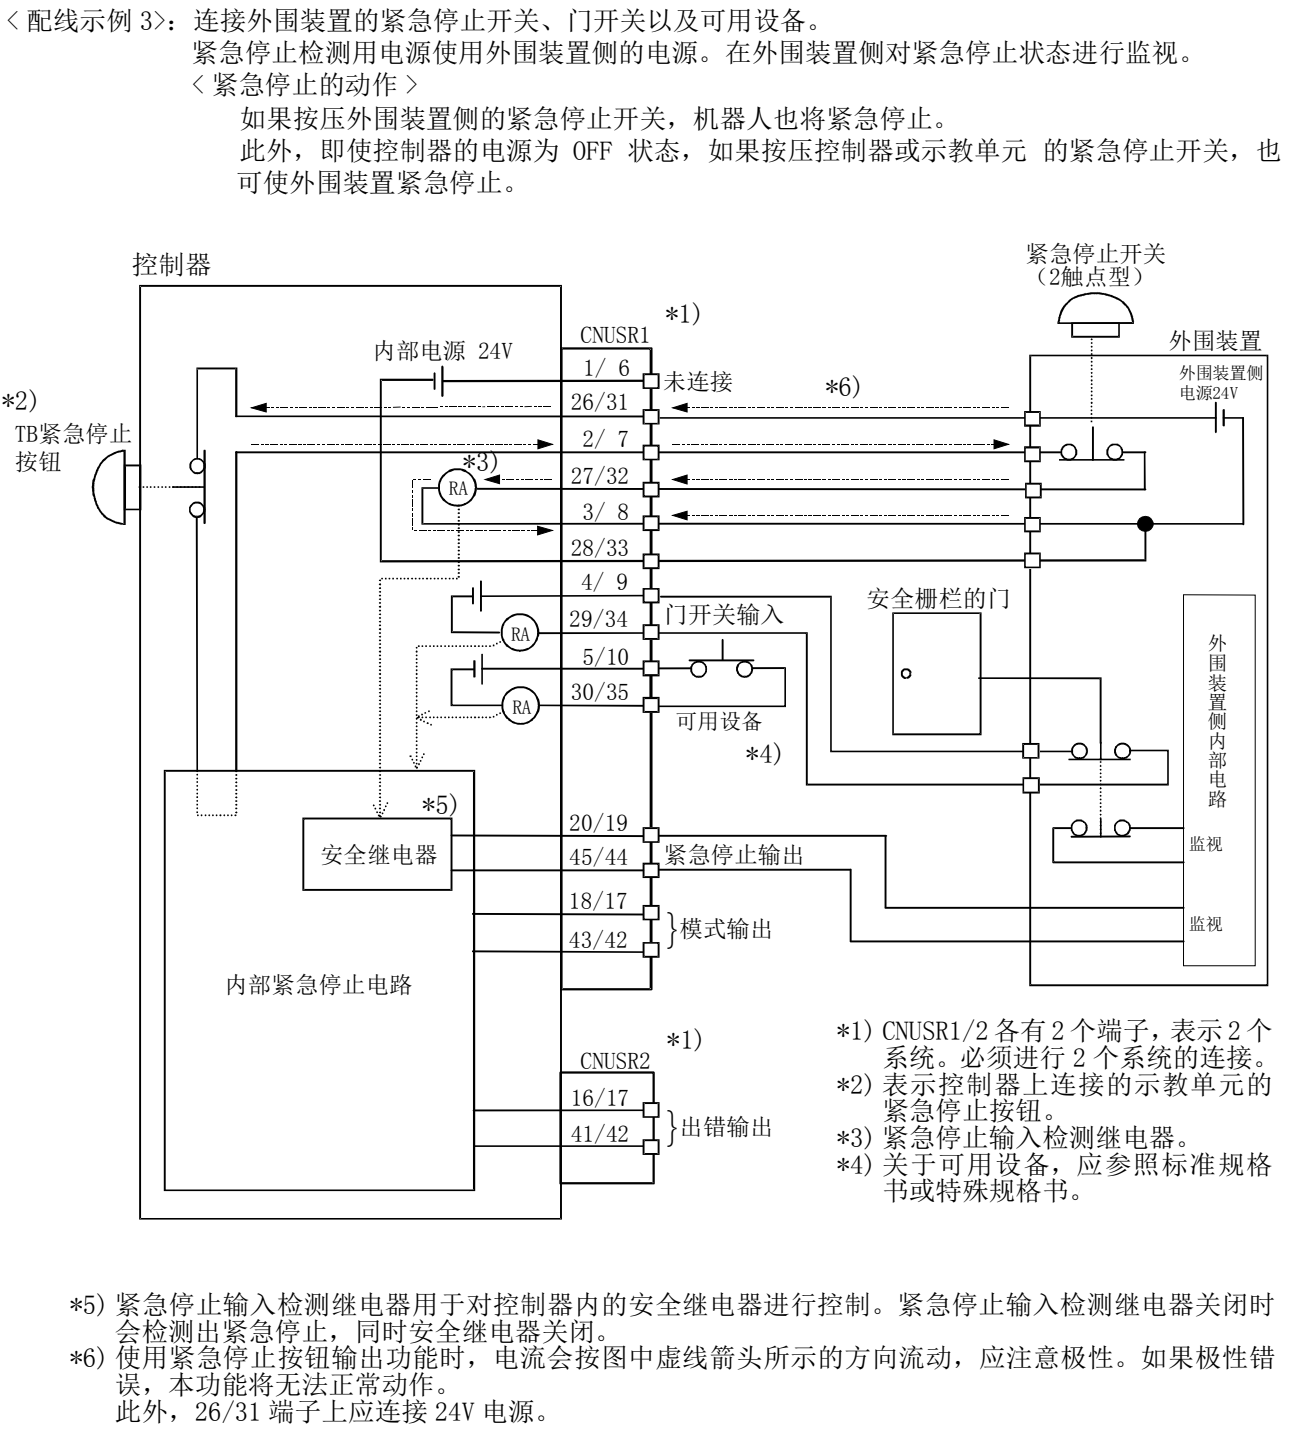 <配线示例 3>：连接外围装置的紧急停止开关、门开关以及可用设备。
紧急停止检测用电源使用外围装置侧的电源。在外围装置侧对紧急停止状态进行监视。
<紧急停止的动作>
如果按压外围装置侧的紧急停止开关，机器人也将紧急停止。
此外，即使控制器的电源为 OFF 状态，如果按压控制器或示教单元 的紧急停止开关，也
可使外围装置紧急停止。
紧急停止开关
（2触点型）
控制器
*1)
CNUSR1
外围装置
内部电源 24V
1/ 6
未连接
*6)
外围装置侧
电源24V
*2)
26/31
TB紧急停止
按钮
2/ 7
*3)
27/32
RA
3/ 8
28/33
4/ 9
安全栅栏的门
29/34
门开关输入
RA
5/10
外围装置侧内部电路
30/35
RA
可用设备
*4)
*5)
20/19
安全继电器
45/44
紧急停止输出
监视
18/17
43/42
}模式输出
监视
内部紧急停止电路
*1)
CNUSR2
16/17
41/42
}出错输出
*1) CNUSR1/2 各有 2 个端子，表示 2 个
系统。必须进行 2 个系统的连接。
*2) 表示控制器上连接的示教单元的
紧急停止按钮。
*3) 紧急停止输入检测继电器。
*4) 关于可用设备，应参照标准规格
书或特殊规格书。
*5) 紧急停止输入检测继电器用于对控制器内的安全继电器进行控制。紧急停止输入检测继电器关闭时
会检测出紧急停止，同时安全继电器关闭。
*6) 使用紧急停止按钮输出功能时，电流会按图中虚线箭头所示的方向流动，应注意极性。如果极性错
误，本功能将无法正常动作。
此外，26/31 端子上应连接 24V 电源。